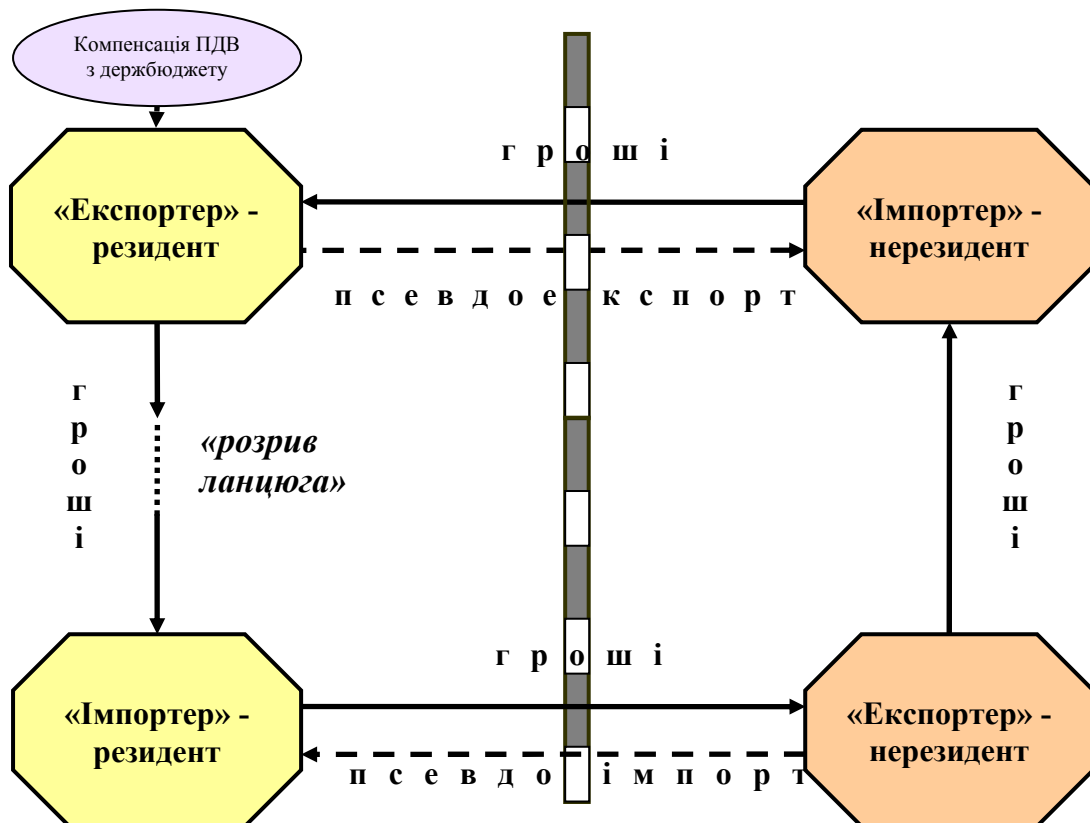 Компенсація ПДВ
з держбюджету
г р о ш і
«Експортер» -
резидент
«Імпортер» -
нерезидент
п с е в д о е к с п о р т
г
р
о
ш
і
«розрив
ланцюга»
г
р
о
ш
і
г р о ш і
«Імпортер» -
резидент
«Експортер» -
нерезидент
п с е в д о і м п о р т